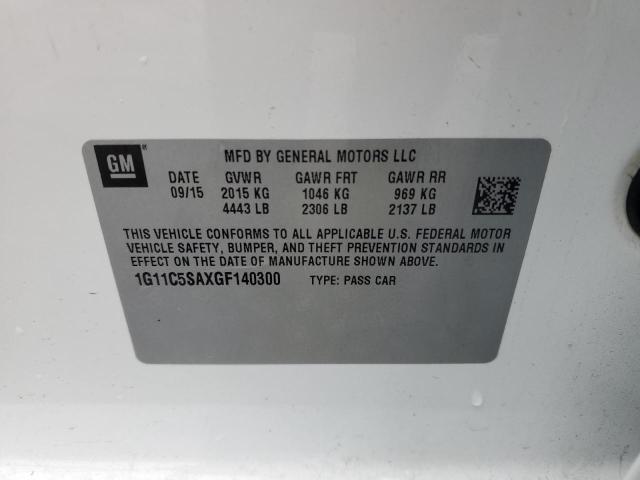 GM
MFD BY GENERAL MOTORS LLC
DATE GVWR GAWR FRT GAWR RR
09/15 2015 KG 1046 KG 969 KG
4443 LB 2306 LB 2137 LB
THIS VEHICLE CONFORMS TO ALL APPLICABLE U.S. FEDERAL MOTOR
VEHICLE SAFETY, BUMPER, AND THEFT PREVENTION STANDARDS IN
EFFECT ON THE DATE OF MANUFACTURE SHOWN ABOVE.
1G11C5SAXGF140300 TYPE: PASS CAR